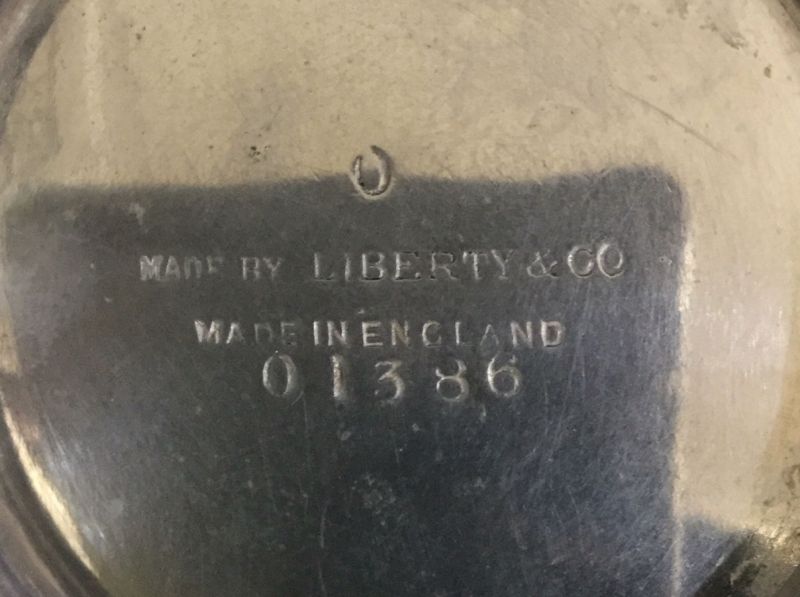 0
MADE BY LIBERTY & CO
MADE IN ENGLAND
01386